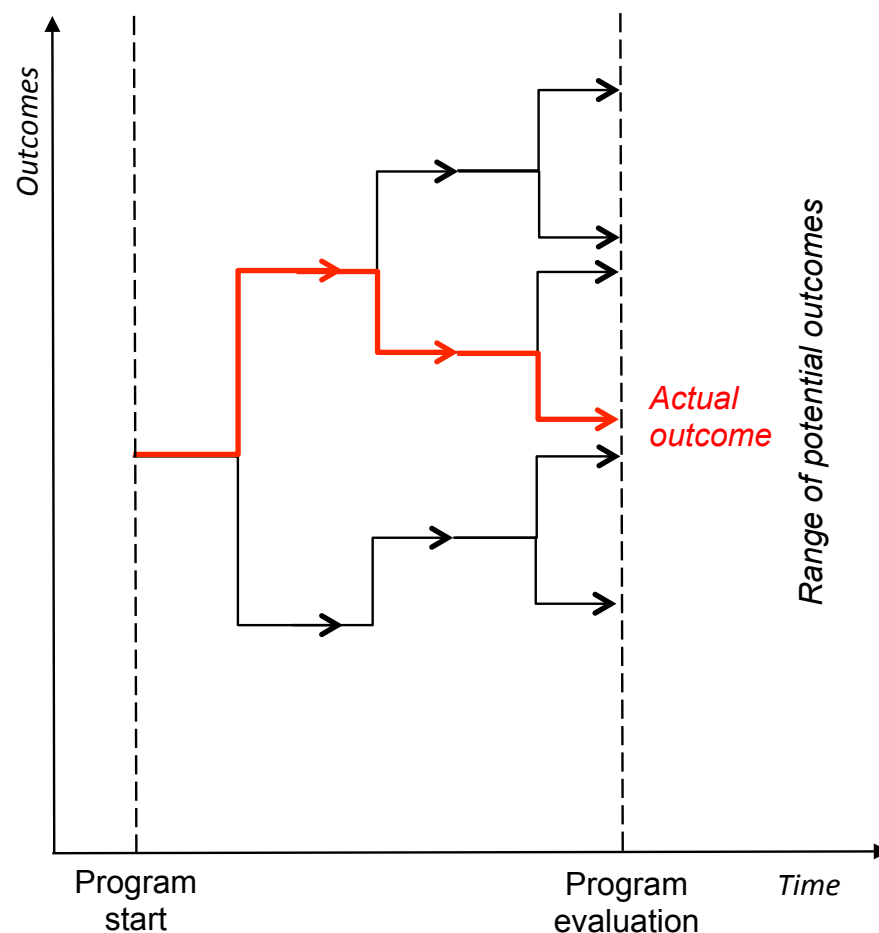 Outcomes
Range of potential outcomes
Actual
outcome
Program
start
Program
evaluation
Time